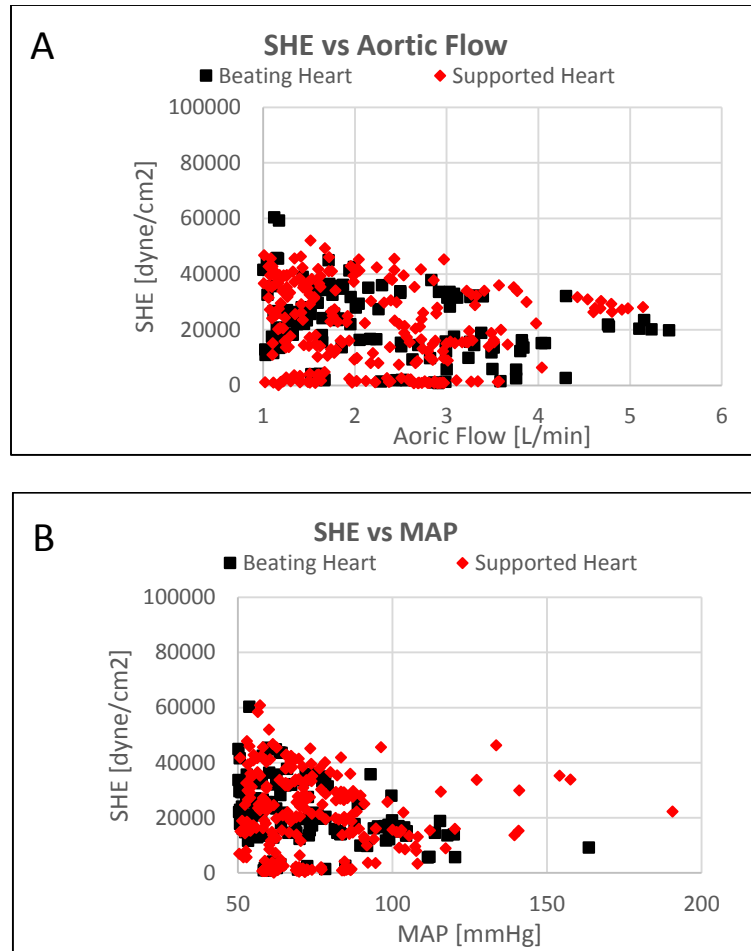 A
SHE vs Aortic Flow
Beating Heart Supported Heart
100000
80000
60000
40000
20000
0
SHE [dyne/cm2]
1 2 3 4 5 6
Aoric Flow [L/min]
B
SHE vs MAP
Beating Heart Supported Heart
100000
80000
60000
40000
20000
0
SHE [dyne/cm2]
50 100 150 200
MAP [mmHg]